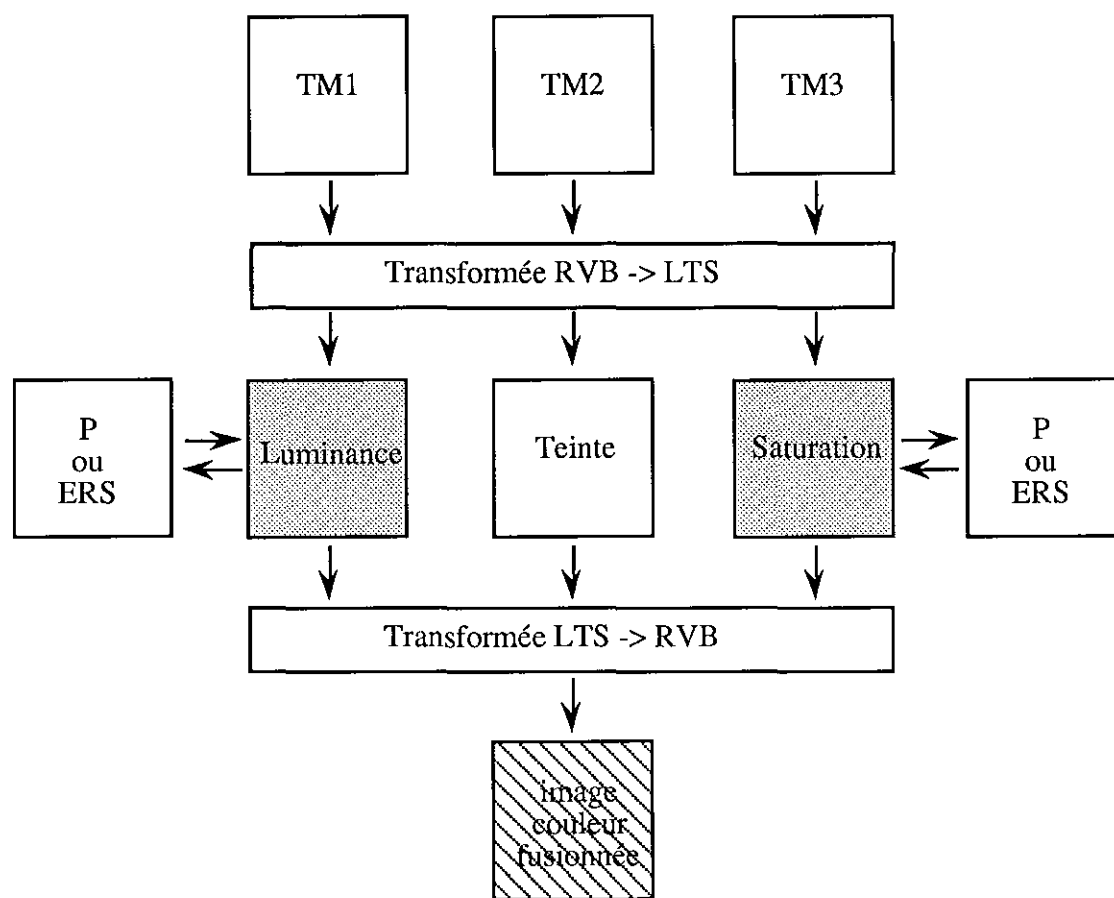 TM1
TM2
TM3
Transformée RVB -> LTS
P
ou
ERS
Luminance
Teinte
Saturation
P
ou
ERS
Transformée LTS -> RVB
image
couleur
fusionnée